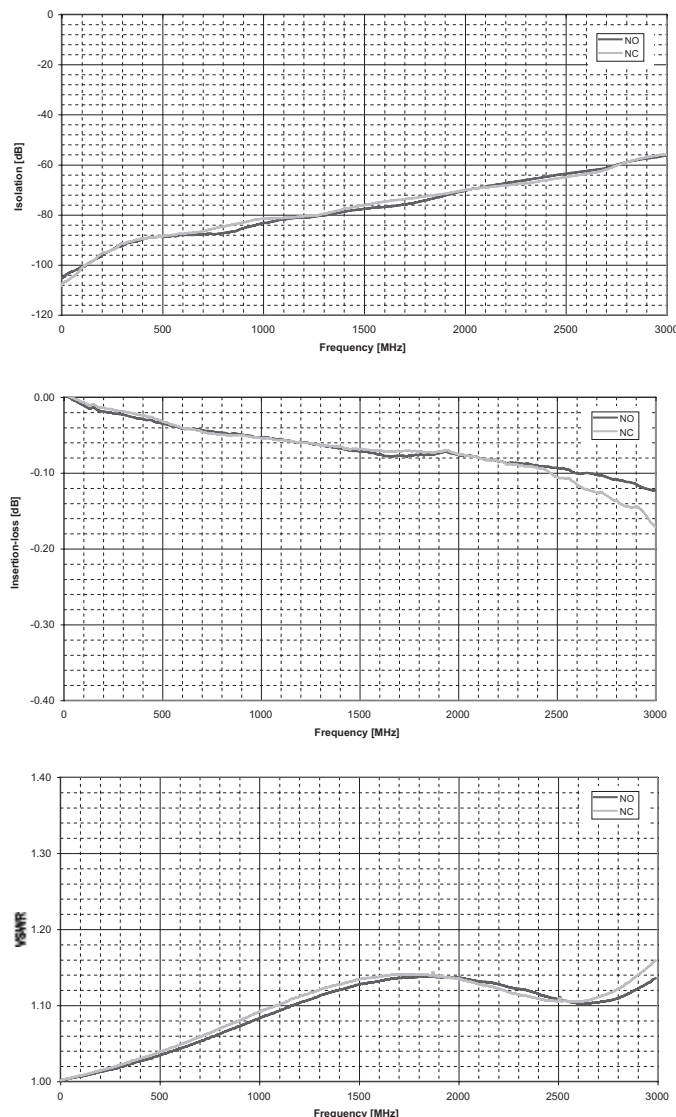 0
-20
-40
-60
-80
-100
-120
Isolation [dB]
NO
NC
0 500 1000 1500 2000 2500 3000
Frequency [MHz]
0.00
-0.10
-0.20
-0.30
-0.40
Insertion-loss [dB]
NO
NC
0 500 1000 1500 2000 2500 3000
Frequency [MHz]
1.40
1.30
1.20
1.10
1.00
VSWR
NO
NC
0 500 1000 1500 2000 2500 3000
Frequency [MHz]